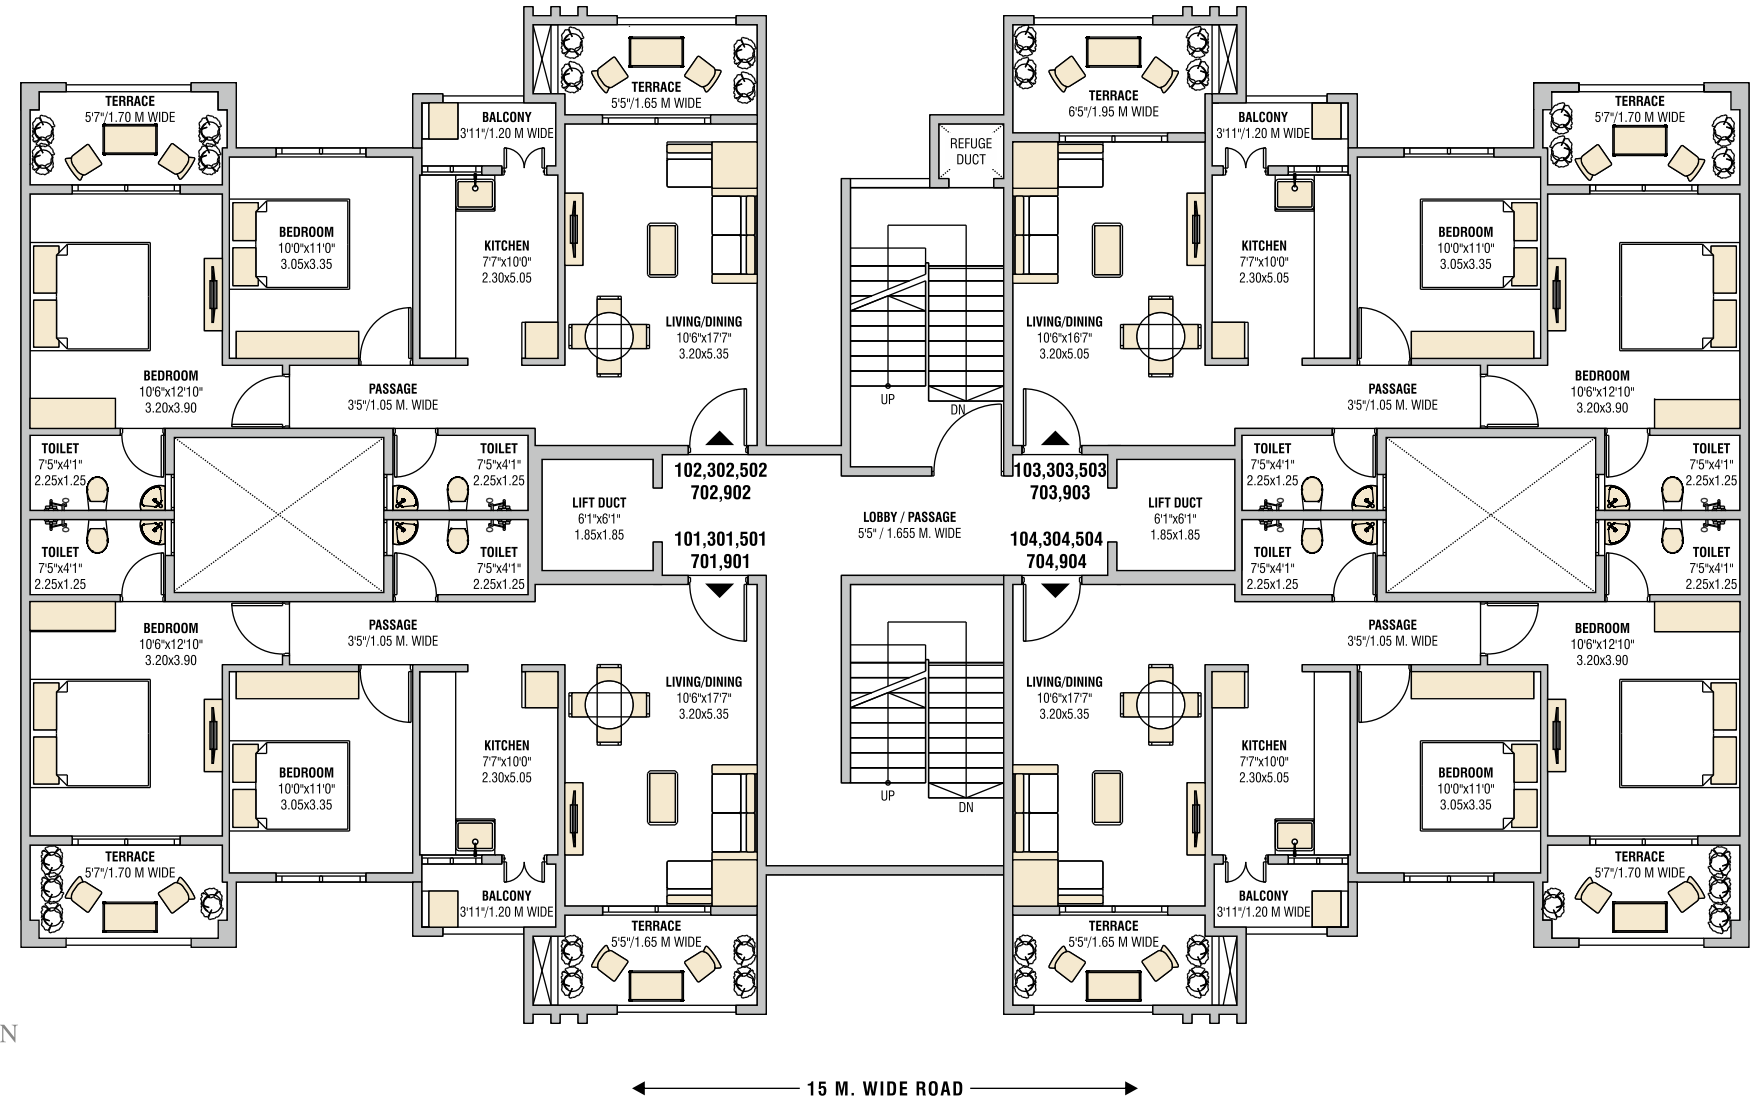 TERRACE
5'7"/1.70 M WIDE
BEDROOM
10'0"x11'0"
3.05x3.35
BALCONY
3'11"/1.20 M WIDE
TERRACE
5'5"/1.65 M WIDE
KITCHEN
7'7"x10'0"
2.30x5.05
LIVING/DINING
10'6"x17'7"
3.20x5.35
BEDROOM
10'6"x12'10"
3.20x3.90
PASSAGE
3'5"/1.05 M. WIDE
TOILET
7'5"x4'1"
2.25x1.25
TOILET
7'5"x4'1"
2.25x1.25
102,302,502
702,902
REFUGE
DUCT
UP
DN
TERRACE
6'5"/1.95 M WIDE
BALCONY
3'11"/1.20 M WIDE
TERRACE
5'7"/1.70 M WIDE
LIVING/DINING
10'6"x16'7"
3.20x5.05
KITCHEN
7'7"x10'0"
2.30x5.05
BEDROOM
10'0"x11'0"
3.05x3.35
PASSAGE
3'5"/1.05 M. WIDE
BEDROOM
10'6"x12'10"
3.20x3.90
103,303,503
703,903
TOILET
7'5"x4'1"
2.25x1.25
TOILET
7'5"x4'1"
2.25x1.25
LIFT DUCT
6'1"x6'1"
1.85x1.85
LOBBY / PASSAGE
5'5" / 1.655 M. WIDE
LIFT DUCT
6'1"x6'1"
1.85x1.85
TOILET
7'5"x4'1"
2.25x1.25
TOILET
7'5"x4'1"
2.25x1.25
101,301,501
701,901
BEDROOM
10'6"x12'10"
3.20x3.90
PASSAGE
3'5"/1.05 M. WIDE
LIVING/DINING
10'6"x17'7"
3.20x5.35
KITCHEN
7'7"x10'0"
2.30x5.05
BEDROOM
10'0"x11'0"
3.05x3.35
TERRACE
5'7"/1.70 M WIDE
BALCONY
3'11"/1.20 M WIDE
TERRACE
5'5"/1.65 M WIDE
UP
DN
104,304,504
704,904
TOILET
7'5"x4'1"
2.25x1.25
TOILET
7'5"x4'1"
2.25x1.25
PASSAGE
3'5"/1.05 M. WIDE
BEDROOM
10'6"x12'10"
3.20x3.90
LIVING/DINING
10'6"x17'7"
3.20x5.35
KITCHEN
7'7"x10'0"
2.30x5.05
BEDROOM
10'0"x11'0"
3.05x3.35
TERRACE
5'7"/1.70 M WIDE
BALCONY
3'11"/1.20 M WIDE
TERRACE
5'5"/1.65 M WIDE
N
15 M. WIDE ROAD